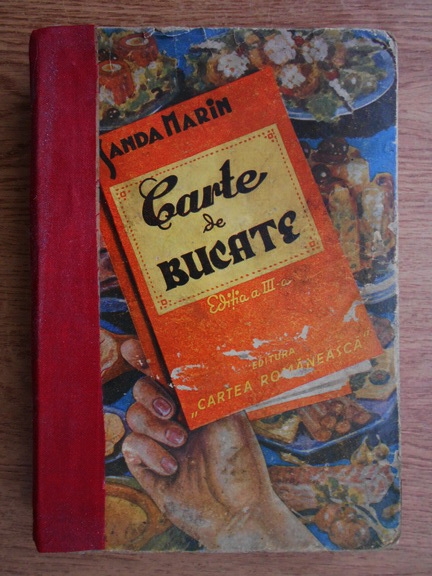 SANDA MARIN
Carte
de
BUCATE
Ediția a III-a
EDITURA
„CARTEA ROMÂNEASCĂ”